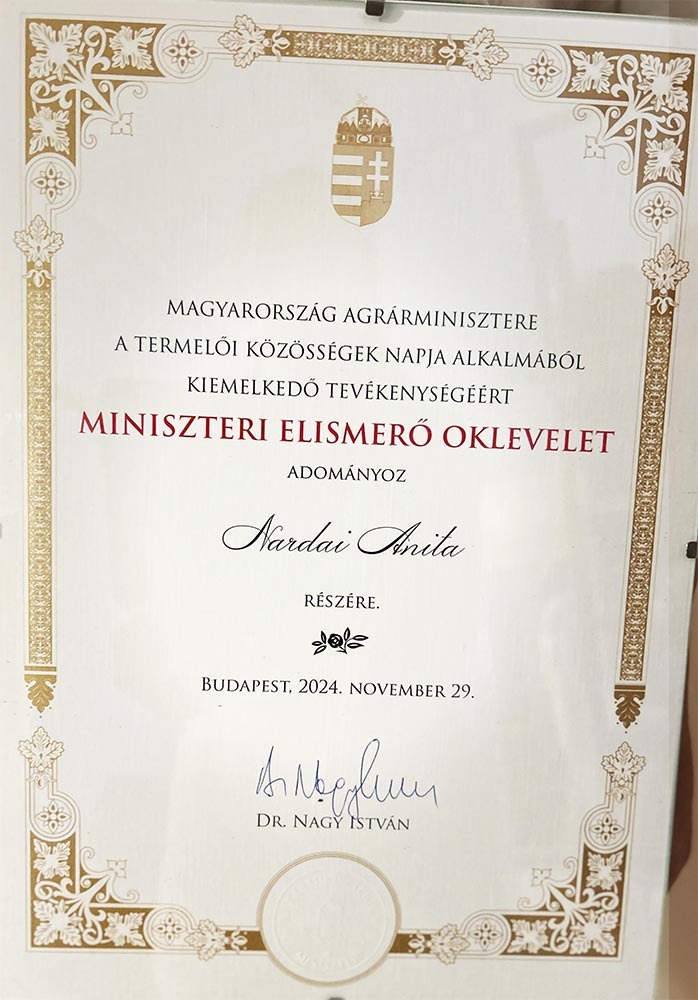 MAGYARORSZÁG AGRÁRMINISZTERE
A TERMELŐI KÖZÖSSÉGEK NAPJA ALKALMÁBÓL
KIEMELKEDŐ TEVÉKENYSÉGÉÉRT
MINISZTERI ELISMERŐ OKLEVELET
ADOMÁNYOZ
Nardai Anita
RÉSZÉRE.
BUDAPEST, 2024. NOVEMBER 29.
DR. NAGY ISTVÁN